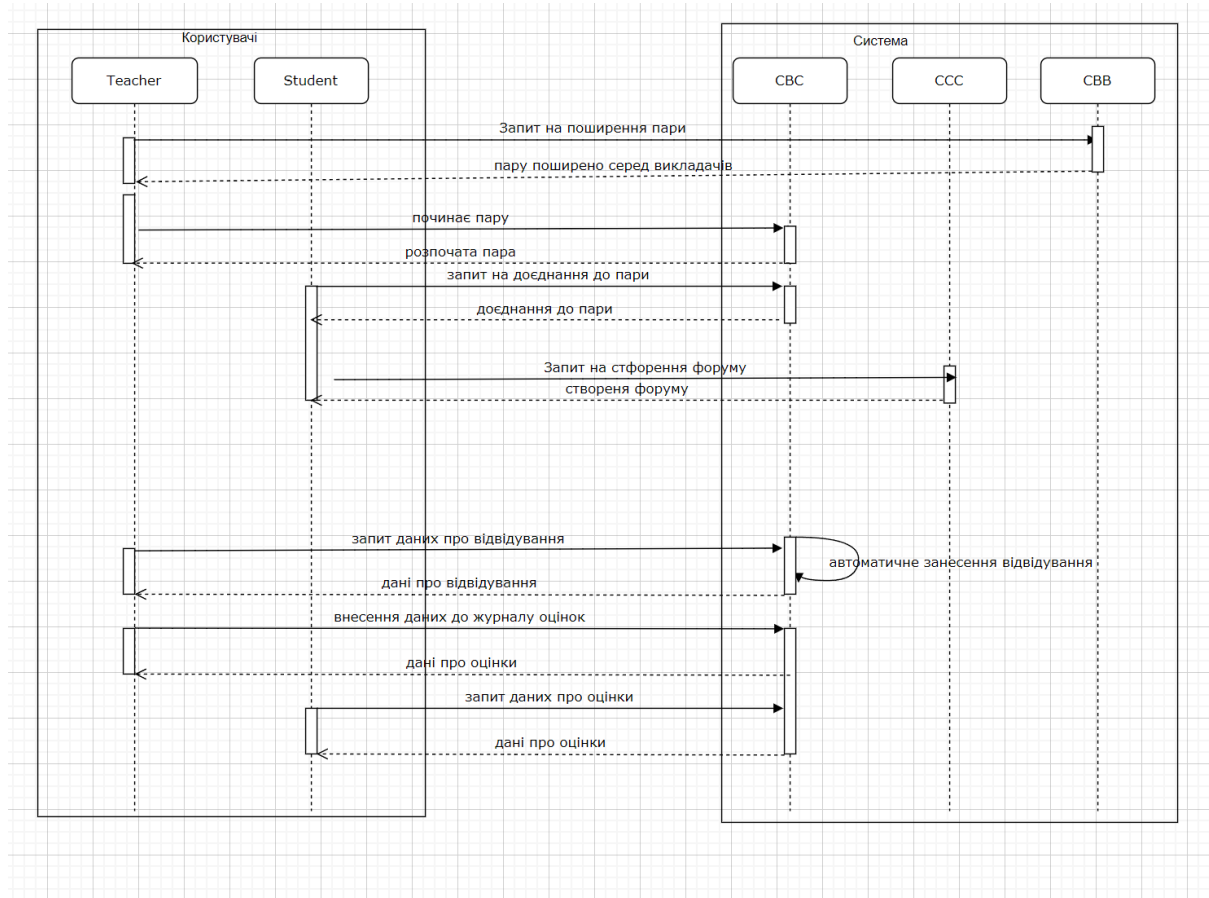 Користувачі
Система
Teacher
Student
СВС
ССС
СВВ
Запит на поширення пари
пару поширено серед викладачів
починає пару
розпочата пара
запит на доєднання до пари
доєднання до пари
Запит на стфорення форуму
створеня форуму
запит даних про відвідування
автоматичне занесення відвідування
дані про відвідування
внесення даних до журналу оцінок
дані про оцінки
запит даних про оцінки
дані про оцінки